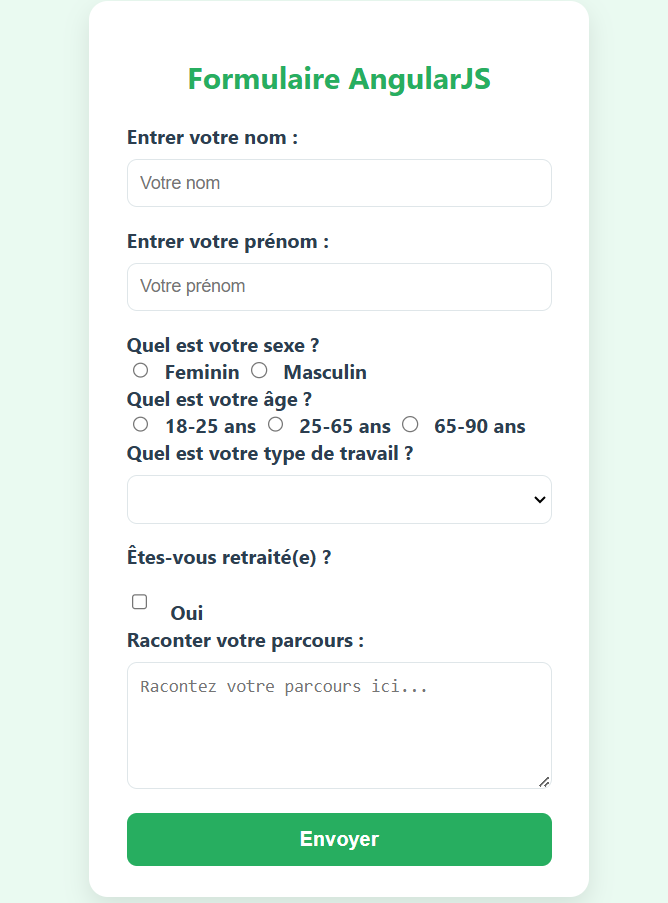 Formulaire AngularJS
Entrer votre nom :
Votre nom
Entrer votre prénom :
Votre prénom
Quel est votre sexe ?
Feminin Masculin
Quel est votre âge ?
18-25 ans 25-65 ans 65-90 ans
Quel est votre type de travail ?
Êtes-vous retraité(e) ?
Oui
Raconter votre parcours :
Racontez votre parcours ici...
Envoyer